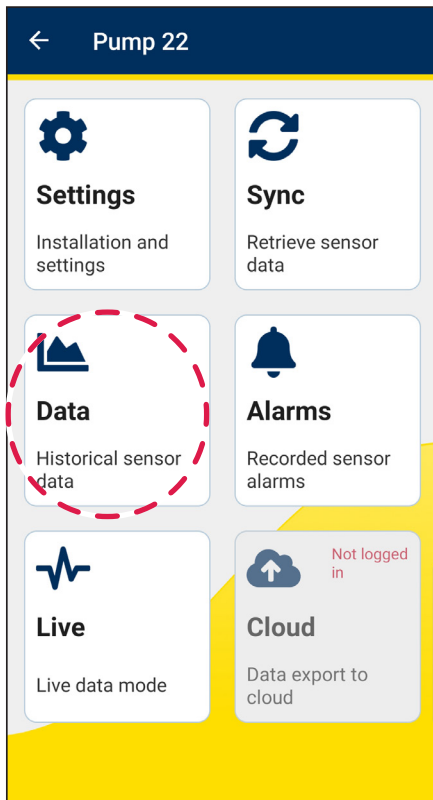 Pump 22
Settings
Installation and
settings
Sync
Retrieve sensor
data
Data
Historical sensor
data
Alarms
Recorded sensor
alarms
Live
Live data mode
Not logged
in
Cloud
Data export to
cloud